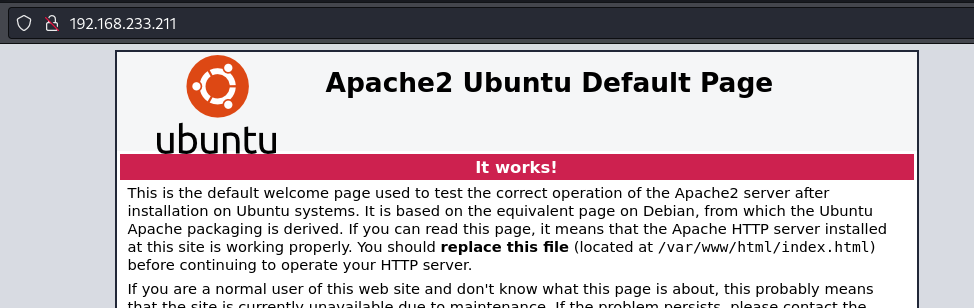 192.168.233.211
Apache2 Ubuntu Default Page
ubuntu
It works!
This is the default welcome page used to test the correct operation of the Apache2 server after
installation on Ubuntu systems. It is based on the equivalent page on Debian, from which the Ubuntu
Apache packaging is derived. If you can read this page, it means that the Apache HTTP server installed
at this site is working properly. You should replace this file (located at /var/www/html/index.html)
before continuing to operate your HTTP server.
If you are a normal user of this web site and don't know what this page is about, this probably means
that the site is currently unavailable due to maintenance. If the problem persists, please contact the